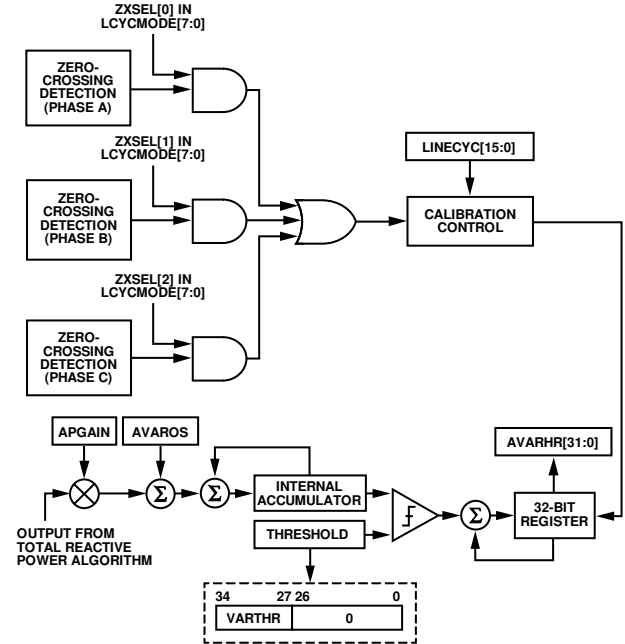 ZXSEL[0] IN
LCYCMODE[7:0]
ZERO-
CROSSING
DETECTION
(PHASE A)
ZXSEL[1] IN
LCYCMODE[7:0]
ZERO-
CROSSING
DETECTION
(PHASE B)
LINECYC[15:0]
CALIBRATION
CONTROL
ZXSEL[2] IN
LCYCMODE[7:0]
ZERO-
CROSSING
DETECTION
(PHASE C)
APGAIN
AVAROS
AVARHR[31:0]
Σ
Σ
INTERNAL
ACCUMULATOR
Σ
32-BIT
REGISTER
OUTPUT FROM
TOTAL REACTIVE
POWER ALGORITHM
THRESHOLD
34 27 26 0
VARTHR 0